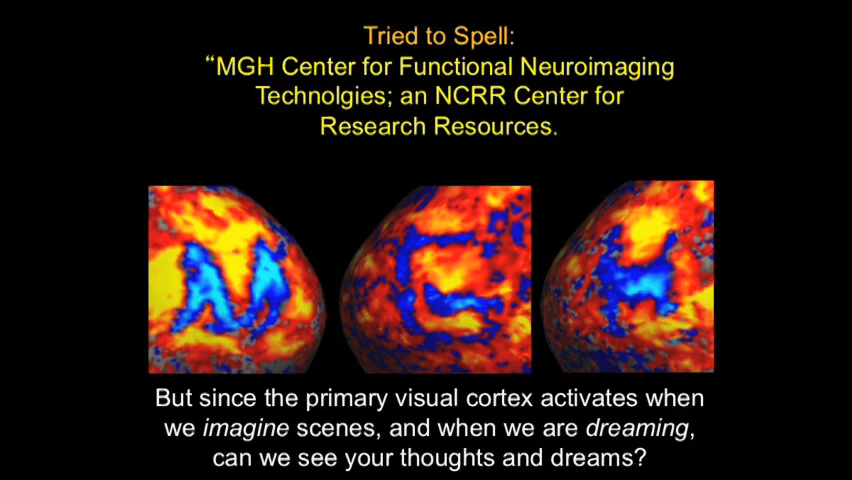 Tried to Spell:
“MGH Center for Functional Neuroimaging
Technolgies; an NCRR Center for
Research Resources.
M G H
But since the primary visual cortex activates when
we imagine scenes, and when we are dreaming,
can we see your thoughts and dreams?